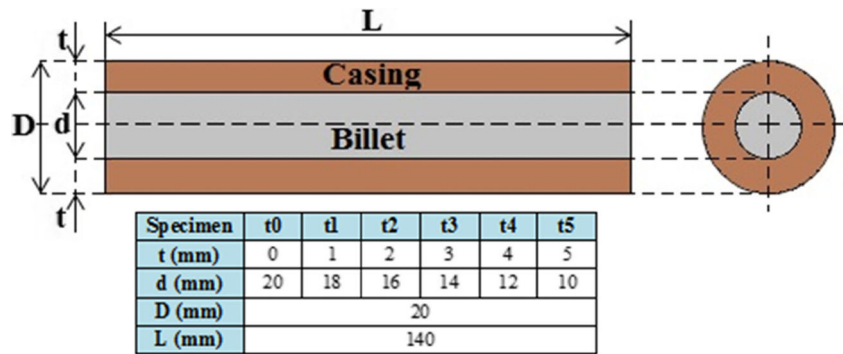 L
t
Casing
D d
Billet
t
Specimen t0 t1 t2 t3 t4 t5
t (mm) 0 1 2 3 4 5
d (mm) 20 18 16 14 12 10
D (mm) 20
L (mm) 140